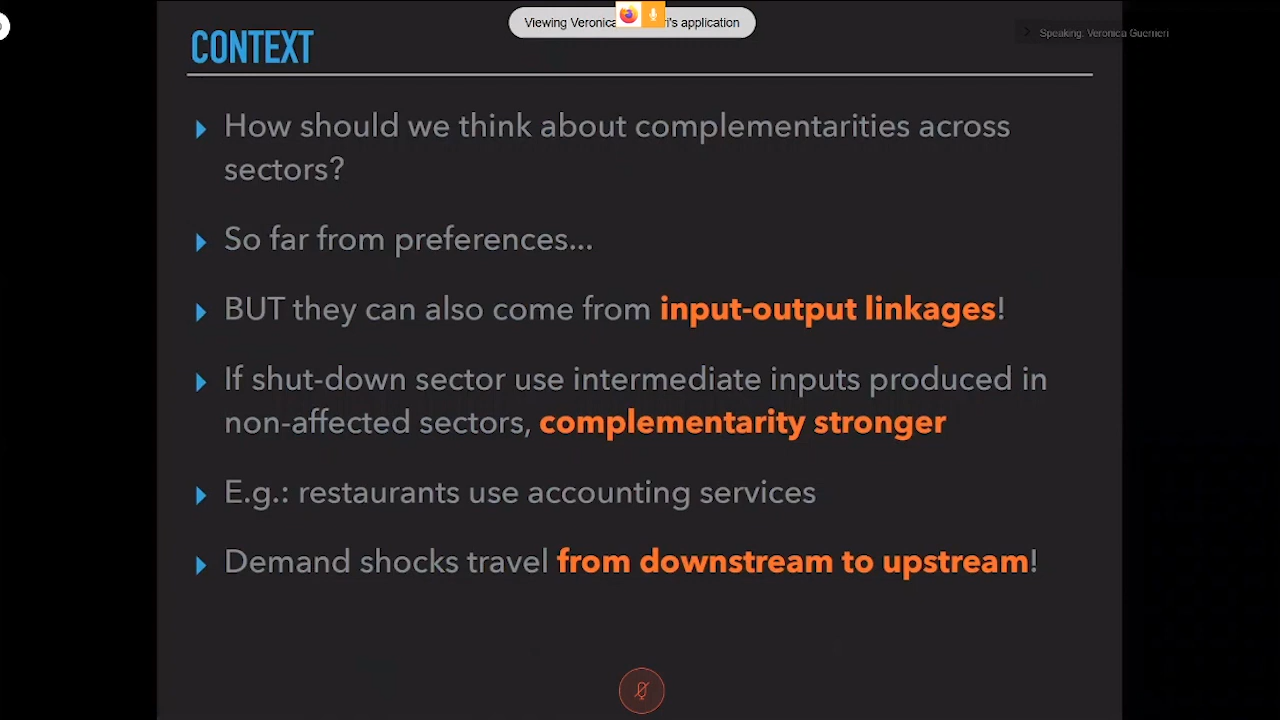 Viewing Veronica ri's application
Speaking: Veronica Guerrieri
CONTEXT
How should we think about complementarities across
sectors?
So far from preferences...
BUT they can also come from input-output linkages!
If shut-down sector use intermediate inputs produced in
non-affected sectors, complementarity stronger
E.g.: restaurants use accounting services
Demand shocks travel from downstream to upstream!